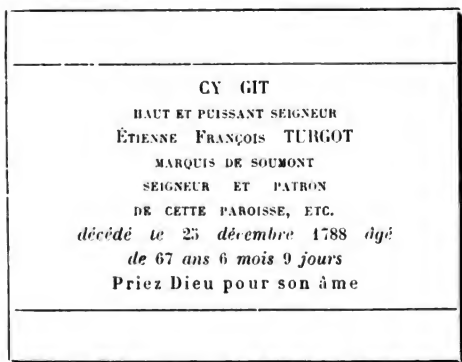 CY GIT
HAUT ET PUISSANT SEIGNEUR
ÉTIENNE FRANÇOIS TURGOT
MARQUIS DE SOUMONT
SEIGNEUR ET PATRON
DE CETTE PAROISSE, ETC.
décédé le 25 décembre 1788 âgé
de 67 ans 6 mois 9 jours
Priez Dieu pour son âme